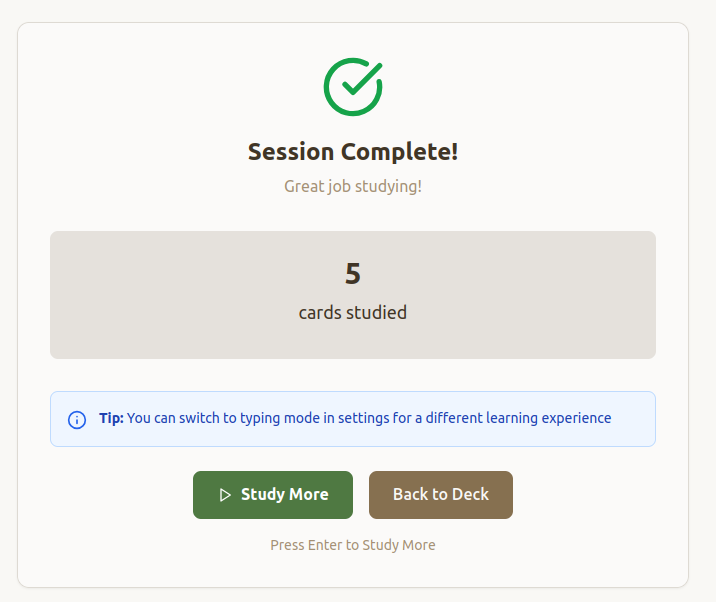 Session Complete!
Great job studying!
5
cards studied
Tip: You can switch to typing mode in settings for a different learning experience
Study More
Back to Deck
Press Enter to Study More